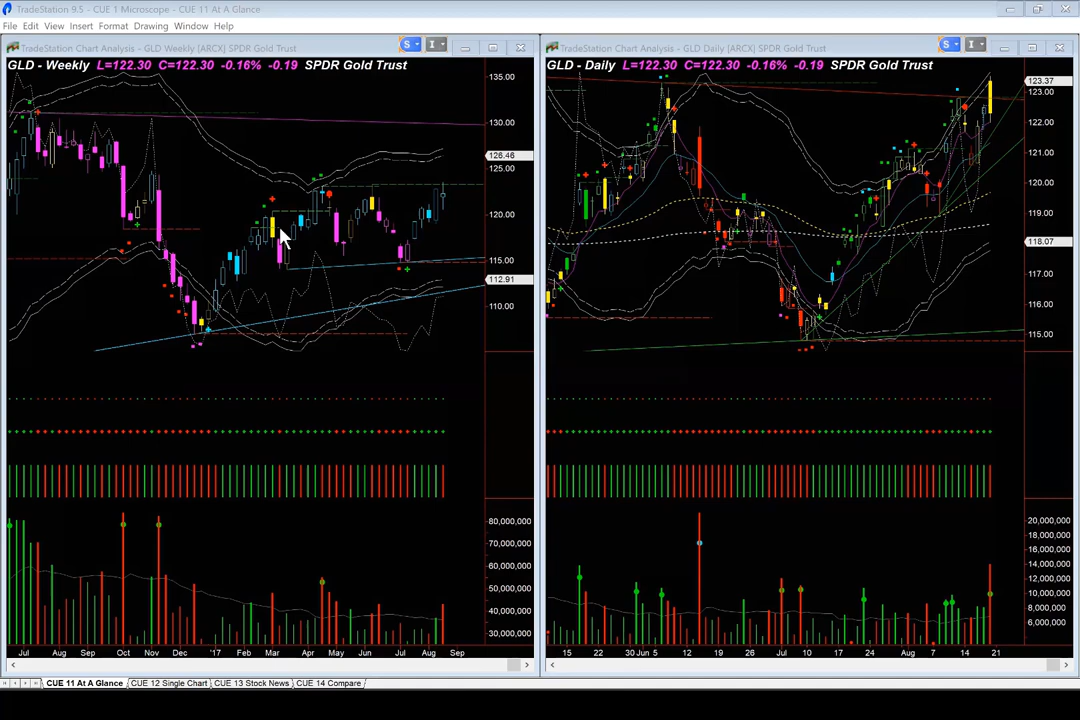 TradeStation 9.5 - CUE 1 Microscope - CUE 11 At A Glance
File Edit View Insert Format Drawing Window Help
TradeStation Chart Analysis - GLD Weekly [ARCX] SPDR Gold Trust
S I
GLD - Weekly L=122.30 C=122.30 -0.16% -0.19 SPDR Gold Trust
135.00
130.00
126.46
125.00
120.00
115.00
112.91
110.00
80,000,000
70,000,000
60,000,000
50,000,000
40,000,000
30,000,000
Jul Aug Sep Oct Nov Dec '17 Feb Mar Apr May Jun Jul Aug Sep
TradeStation Chart Analysis - GLD Daily [ARCX] SPDR Gold Trust
S I
GLD - Daily L=122.30 C=122.30 -0.16% -0.19 SPDR Gold Trust
123.37
123.00
122.00
121.00
120.00
119.00
118.07
117.00
116.00
115.00
20,000,000
18,000,000
16,000,000
14,000,000
12,000,000
10,000,000
8,000,000
6,000,000
15 22 30 Jun 5 12 19 26 Jul 10 17 24 Aug 7 14 21
CUE 11 At A Glance CUE 12 Single Chart CUE 13 Stock News CUE 14 Compare